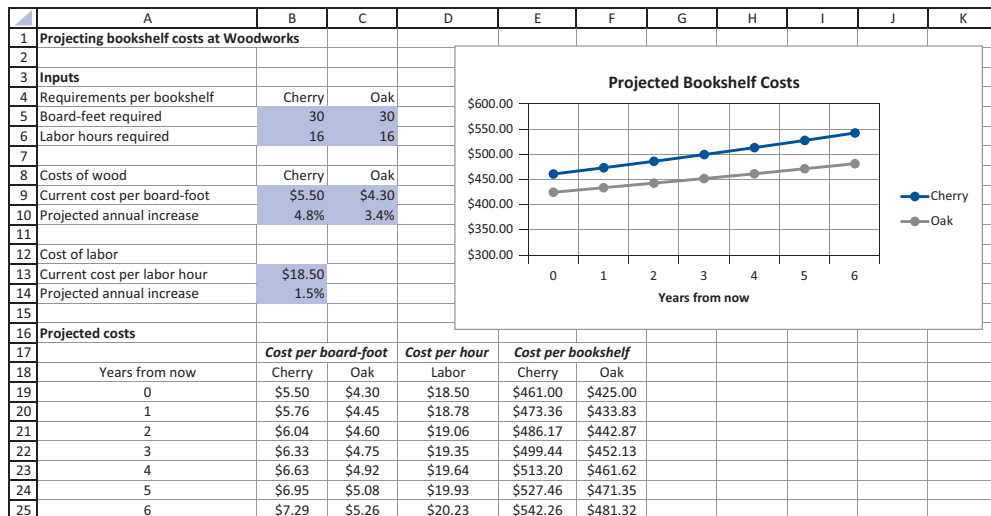 A B C D E F G H I J K
1 Projecting bookshelf costs at Woodworks
2
3 Inputs
4 Requirements per bookshelf Cherry Oak
5 Board-feet required 30 30
6 Labor hours required 16 16
7
8 Costs of wood Cherry Oak
9 Current cost per board-foot $5.50 $4.30
10 Projected annual increase 4.8% 3.4%
11
12 Cost of labor
13 Current cost per labor hour $18.50
14 Projected annual increase 1.5%
15
16 Projected costs
17 Cost per board-foot Cost per hour Cost per bookshelf
18 Years from now Cherry Oak Labor Cherry Oak
19 0 $5.50 $4.30 $18.50 $461.00 $425.00
20 1 $5.76 $4.45 $18.78 $473.36 $433.83
21 2 $6.04 $4.60 $19.06 $486.17 $442.87
22 3 $6.33 $4.75 $19.35 $499.44 $452.13
23 4 $6.63 $4.92 $19.64 $513.20 $461.62
24 5 $6.95 $5.08 $19.93 $527.46 $471.35
25 6 $7.29 $5.26 $20.23 $542.26 $481.32
Projected Bookshelf Costs
$600.00
$550.00
$500.00
$450.00
$400.00
$350.00
$300.00
0 1 2 3 4 5 6
Years from now
Cherry
Oak